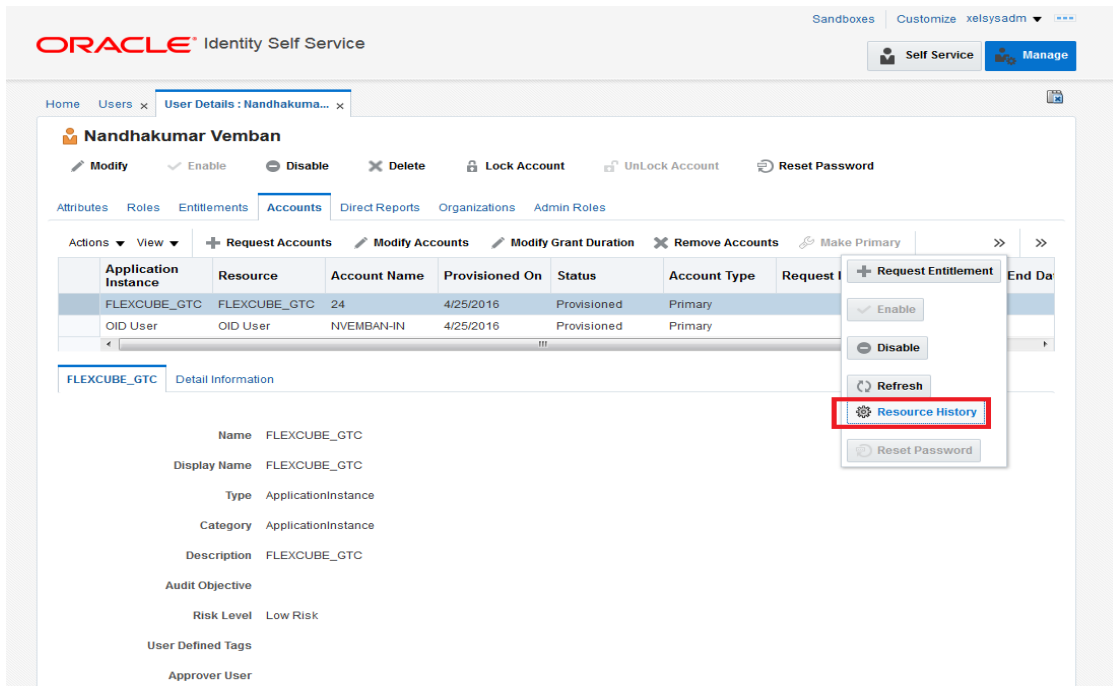 Sandboxes Customize xelsysadm
ORACLE Identity Self Service
Self Service Manage
Home Users User Details : Nandhakuma...
Nandhakumar Vemban
Modify Enable Disable Delete Lock Account UnLock Account Reset Password
Attributes Roles Entitlements Accounts Direct Reports Organizations Admin Roles
Actions View Request Accounts Modify Accounts Modify Grant Duration Remove Accounts Make Primary
Application Instance Resource Account Name Provisioned On Status Account Type Request End Da
FLEXCUBE_GTC FLEXCUBE_GTC 24 4/25/2016 Provisioned Primary
OID User OID User NVEMBAN-IN 4/25/2016 Provisioned Primary
Request Entitlement
Enable
Disable
Refresh
Resource History
Reset Password
FLEXCUBE_GTC Detail Information
Name FLEXCUBE_GTC
Display Name FLEXCUBE_GTC
Type ApplicationInstance
Category ApplicationInstance
Description FLEXCUBE_GTC
Audit Objective
Risk Level Low Risk
User Defined Tags
Approver User